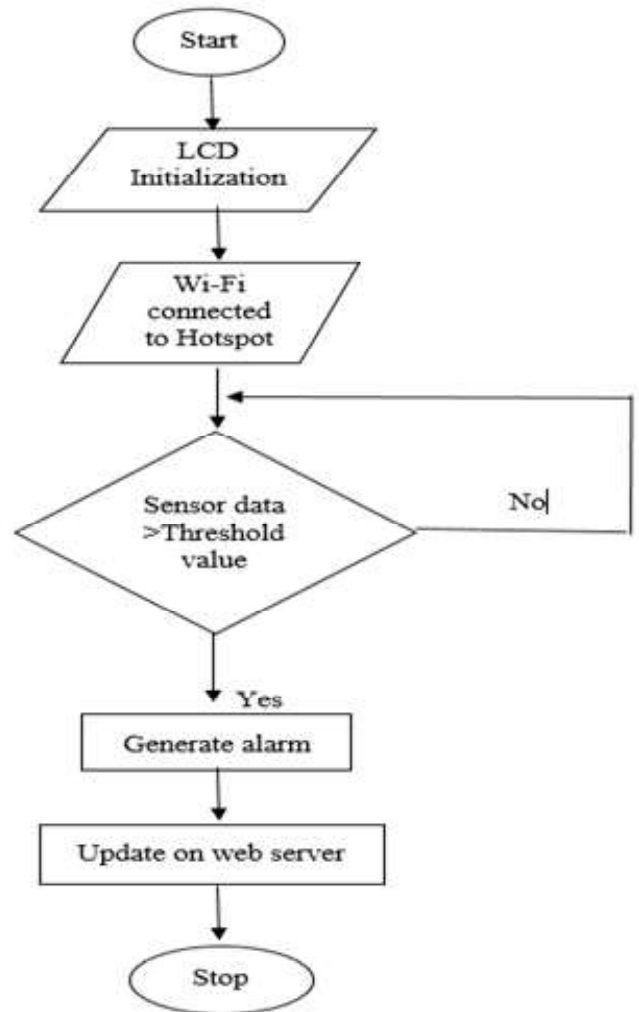 Start
LCD
Initialization
Wi-Fi
connected
to Hotspot
Sensor data
>Threshold
value
No
Yes
Generate alarm
Update on web server
Stop